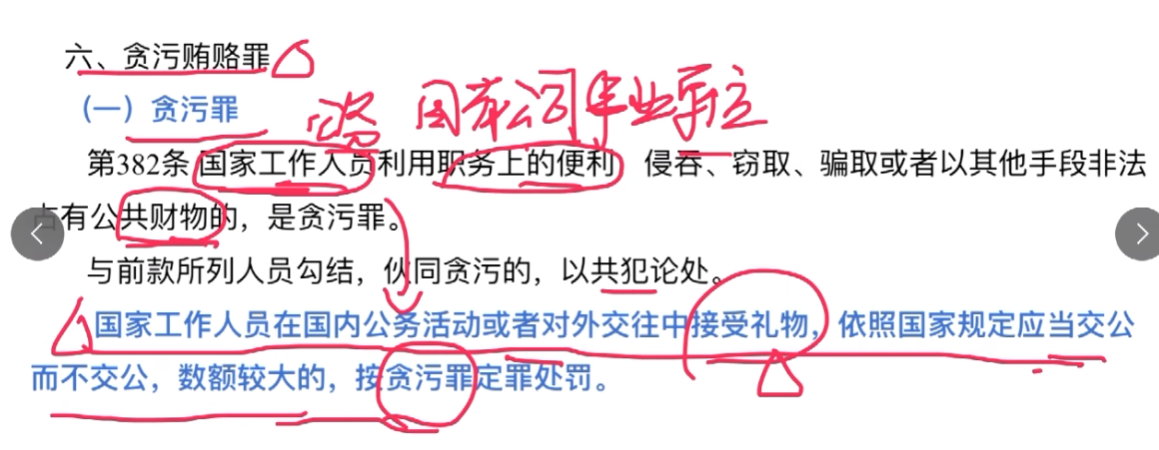 六、贪污贿赂罪
（一）贪污罪
公务 国家公司企业事业
第382条 国家工作人员利用职务上的便利 侵吞、窃取、骗取或者以其他手段非法
占有公共财物的，是贪污罪。
与前款所列人员勾结，伙同贪污的，以共犯论处。
国家工作人员在国内公务活动或者对外交往中接受礼物，依照国家规定应当交公
而不交公，数额较大的，按贪污罪定罪处罚。